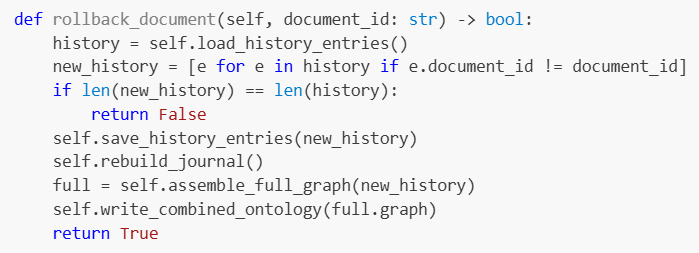 def rollback_document(self, document_id: str) -> bool:
    history = self.load_history_entries()
    new_history = [e for e in history if e.document_id != document_id]
    if len(new_history) == len(history):
        return False
    self.save_history_entries(new_history)
    self.rebuild_journal()
    full = self.assemble_full_graph(new_history)
    self.write_combined_ontology(full.graph)
    return True